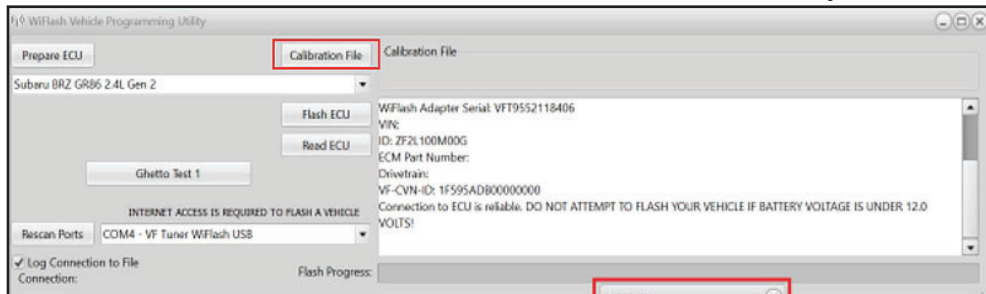 WiFlash Vehicle Programming Utility
Prepare ECU
Calibration File
Calibration File
Subaru BRZ GR86 2.4L Gen 2
Flash ECU
Read ECU
Ghetto Test 1
INTERNET ACCESS IS REQUIRED TO FLASH A VEHICLE
Rescan Ports
COM4 - VF Tuner WiFlash USB
Log Connection to File
Connection:
WiFlash Adapter Serial: VFT9552118406
VIN:
ID: ZF2L100M00G
ECM Part Number:
Drivetrain:
VF-CVN-ID: 1F595ADB00000000
Connection to ECU is reliable. DO NOT ATTEMPT TO FLASH YOUR VEHICLE IF BATTERY VOLTAGE IS UNDER 12.0
VOLTS!
Flash Progress: